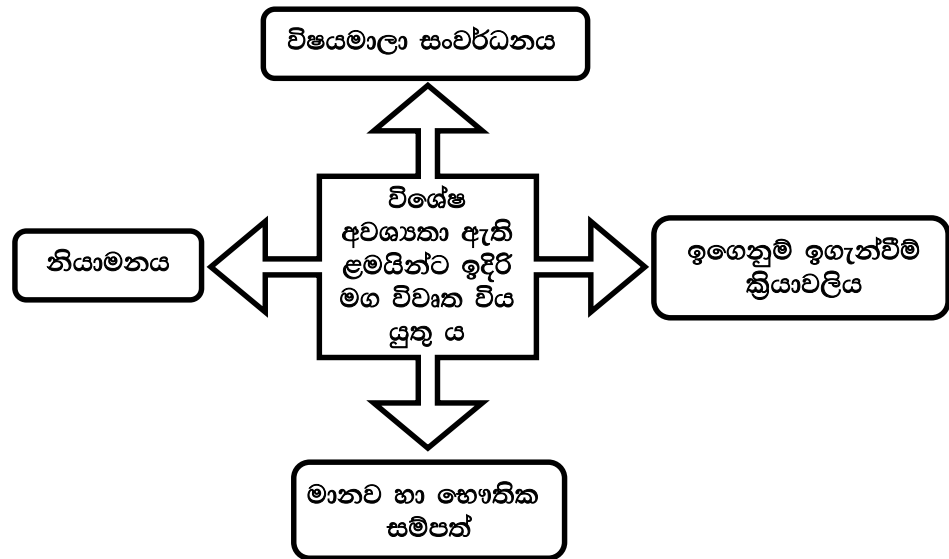 විෂයමාලා සංවර්ධනය
විශේෂ
අවශ්‍යතා ඇති
ළමයින්ට ඉදිරි
මග විවෘත විය
යුතු ය
නියාමනය
ඉගෙනුම් ඉගැන්වීම්
ක්‍රියාවලිය
මානව හා භෞතික
සම්පත්